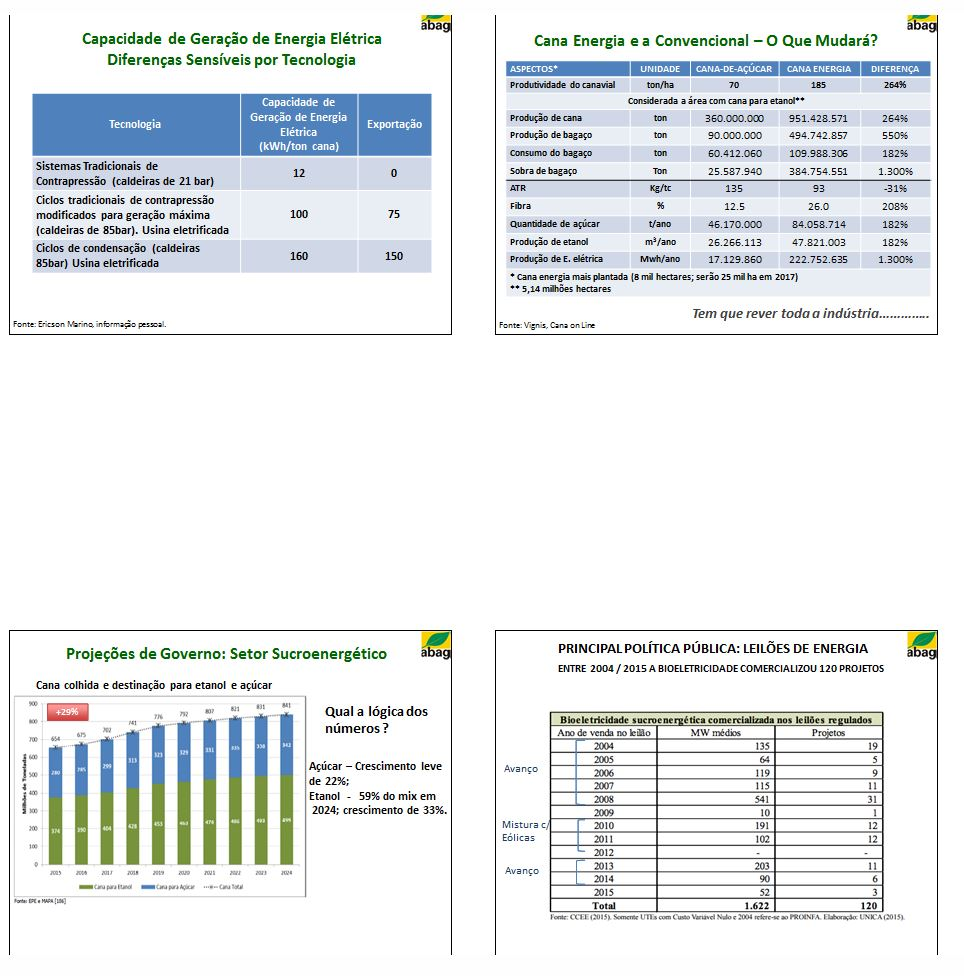 abag
Capacidade de Geração de Energia Elétrica
Diferenças Sensíveis por Tecnologia
Tecnologia
Capacidade de
Geração de Energia
Elétrica
(kWh/ton cana)
Exportação
Sistemas Tradicionais de
Contrapressão (caldeiras de 21 bar)
12
0
Ciclos tradicionais de contrapressão
modificados para geração máxima
(caldeiras de 85bar). Usina eletrificada
100
75
Ciclos de condensação (caldeiras
85bar) Usina eletrificada
160
150
Fonte: Ericson Marino, informação pessoal.
abag
Cana Energia e a Convencional – O Que Mudará?
ASPECTOS* UNIDADE CANA-DE-AÇÚCAR CANA ENERGIA DIFERENÇA
Produtividade do canavial ton/ha 70 185 264%
Considerada a área com cana para etanol**
Produção de cana ton 360.000.000 951.428.571 264%
Produção de bagaço ton 90.000.000 494.742.857 550%
Consumo do bagaço ton 60.412.060 109.988.306 182%
Sobra de bagaço Ton 25.587.940 384.754.551 1.300%
ATR Kg/tc 135 93 -31%
Fibra % 12.5 26.0 208%
Quantidade de açúcar t/ano 46.170.000 84.058.714 182%
Produção de etanol m³/ano 26.266.113 47.821.003 182%
Produção de E. elétrica Mwh/ano 17.129.860 222.752.635 1.300%
* Cana energia mais plantada (8 mil hectares; serão 25 mil ha em 2017)
** 5,14 milhões hectares
Tem que rever toda a indústria.............
Fonte: Vignis, Cana on Line
abag
Projeções de Governo: Setor Sucroenergético
Cana colhida e destinação para etanol e açúcar
+29%
Milhões de Toneladas
900
800
700
600
500
400
300
200
100
0
654 675 702 741 776 792 807 821 831 841
280 285 299 313 323 329 331 335 338 342
374 390 404 428 453 463 476 486 493 499
2015 2016 2017 2018 2019 2020 2021 2022 2023 2024
Cana para Etanol Cana para Açúcar Cana Total
Fonte: EPE e MAPA [106]
Qual a lógica dos
números ?
Açúcar – Crescimento leve
de 22%;
Etanol - 59% do mix em
2024; crescimento de 33%.
abag
PRINCIPAL POLÍTICA PÚBLICA: LEILÕES DE ENERGIA
ENTRE 2004 / 2015 A BIOELETRICIDADE COMERCIALIZOU 120 PROJETOS
Bioeletricidade sucroenergética comercializada nos leilões regulados
Ano de venda no leilão MW médios Projetos
2004 135 19
2005 64 5
2006 119 9
2007 115 11
2008 541 31
2009 10 1
2010 191 12
2011 102 12
2012 - -
2013 203 11
2014 90 6
2015 52 3
Total 1.622 120
Avanço
Mistura c/
Eólicas
Avanço
Fonte: CCEE (2015). Somente UTEs com Custo Variável Nulo e 2004 refere-se ao PROINFA. Elaboração: UNICA (2015).